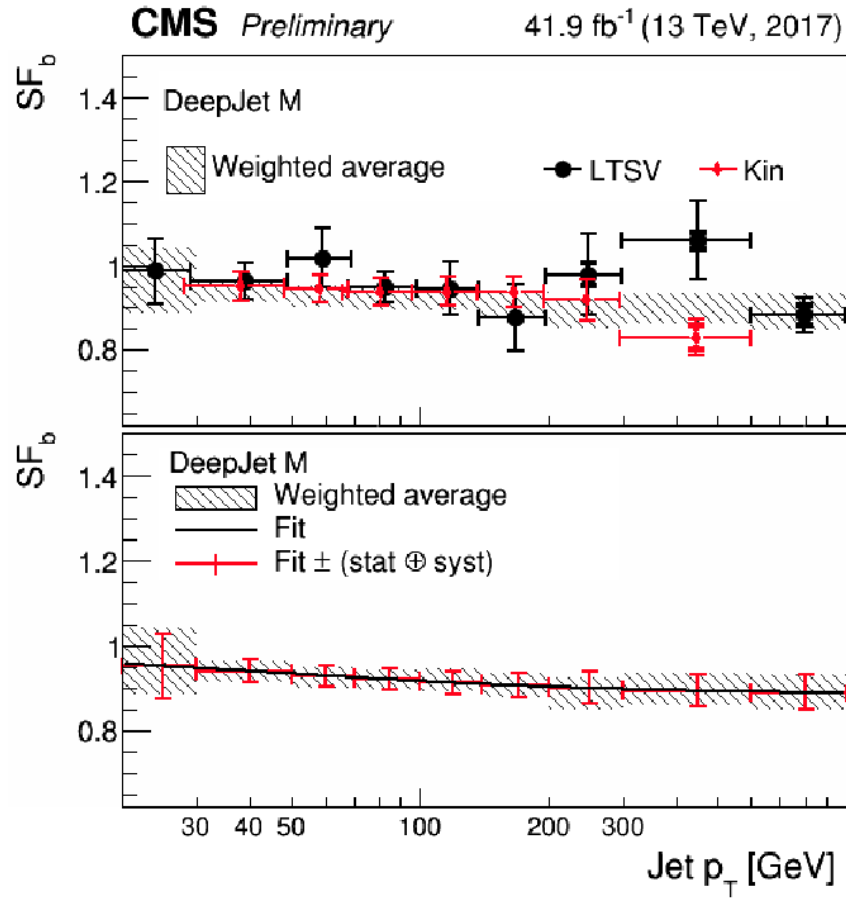 CMS Preliminary 41.9 fb⁻¹ (13 TeV, 2017)
SF_b
1.4
1.2
1
0.8
DeepJet M
Weighted average
LTSV
Kin
SF_b
1.4
1.2
1
0.8
DeepJet M
Weighted average
Fit
Fit ± (stat ⊕ syst)
30 40 50 100 200 300
Jet p_T [GeV]